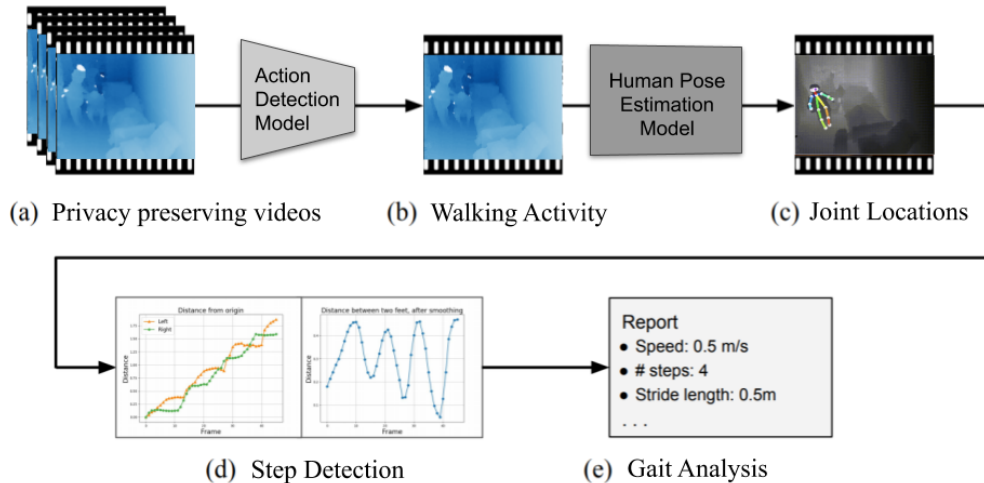 Action
Detection
Model
Human Pose
Estimation
Model
(a) Privacy preserving videos
(b) Walking Activity
(c) Joint Locations
Distance from origin
Left
Right
Distance
Frame
Distance between two feet, after smoothing
Distance
Frame
Report
● Speed: 0.5 m/s
● # steps: 4
● Stride length: 0.5m
. . .
(d) Step Detection
(e) Gait Analysis